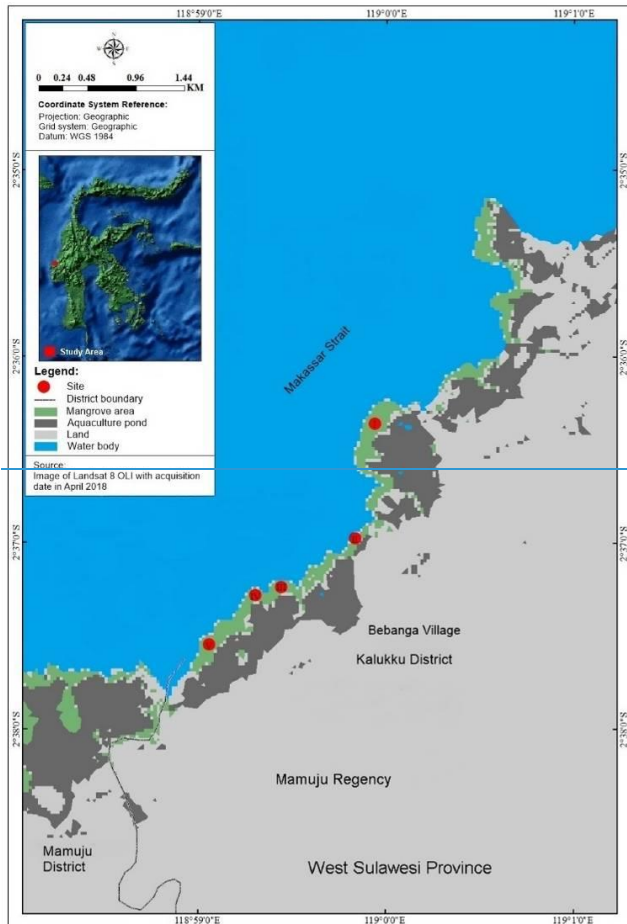 118°59'0"E 119°0'0"E 119°1'0"E
N
W E
S
0 0.24 0.48 0.96 1.44
KM
Coordinate System Reference:
Projection: Geographic
Grid system: Geographic
Datum: WGS 1984
Study Area
Legend:
Site
District boundary
Mangrove area
Aquaculture pond
Land
Water body
Source:
Image of Landsat 8 OLI with acquisition
date in April 2018
2°35'0"S 2°35'0"S
Makassar Strait
2°36'0"S 2°36'0"S
2°37'0"S 2°37'0"S
Bebanga Village
Kalukku District
2°38'0"S 2°38'0"S
Mamuju Regency
Mamuju
District
West Sulawesi Province
118°59'0"E 119°0'0"E 119°1'0"E